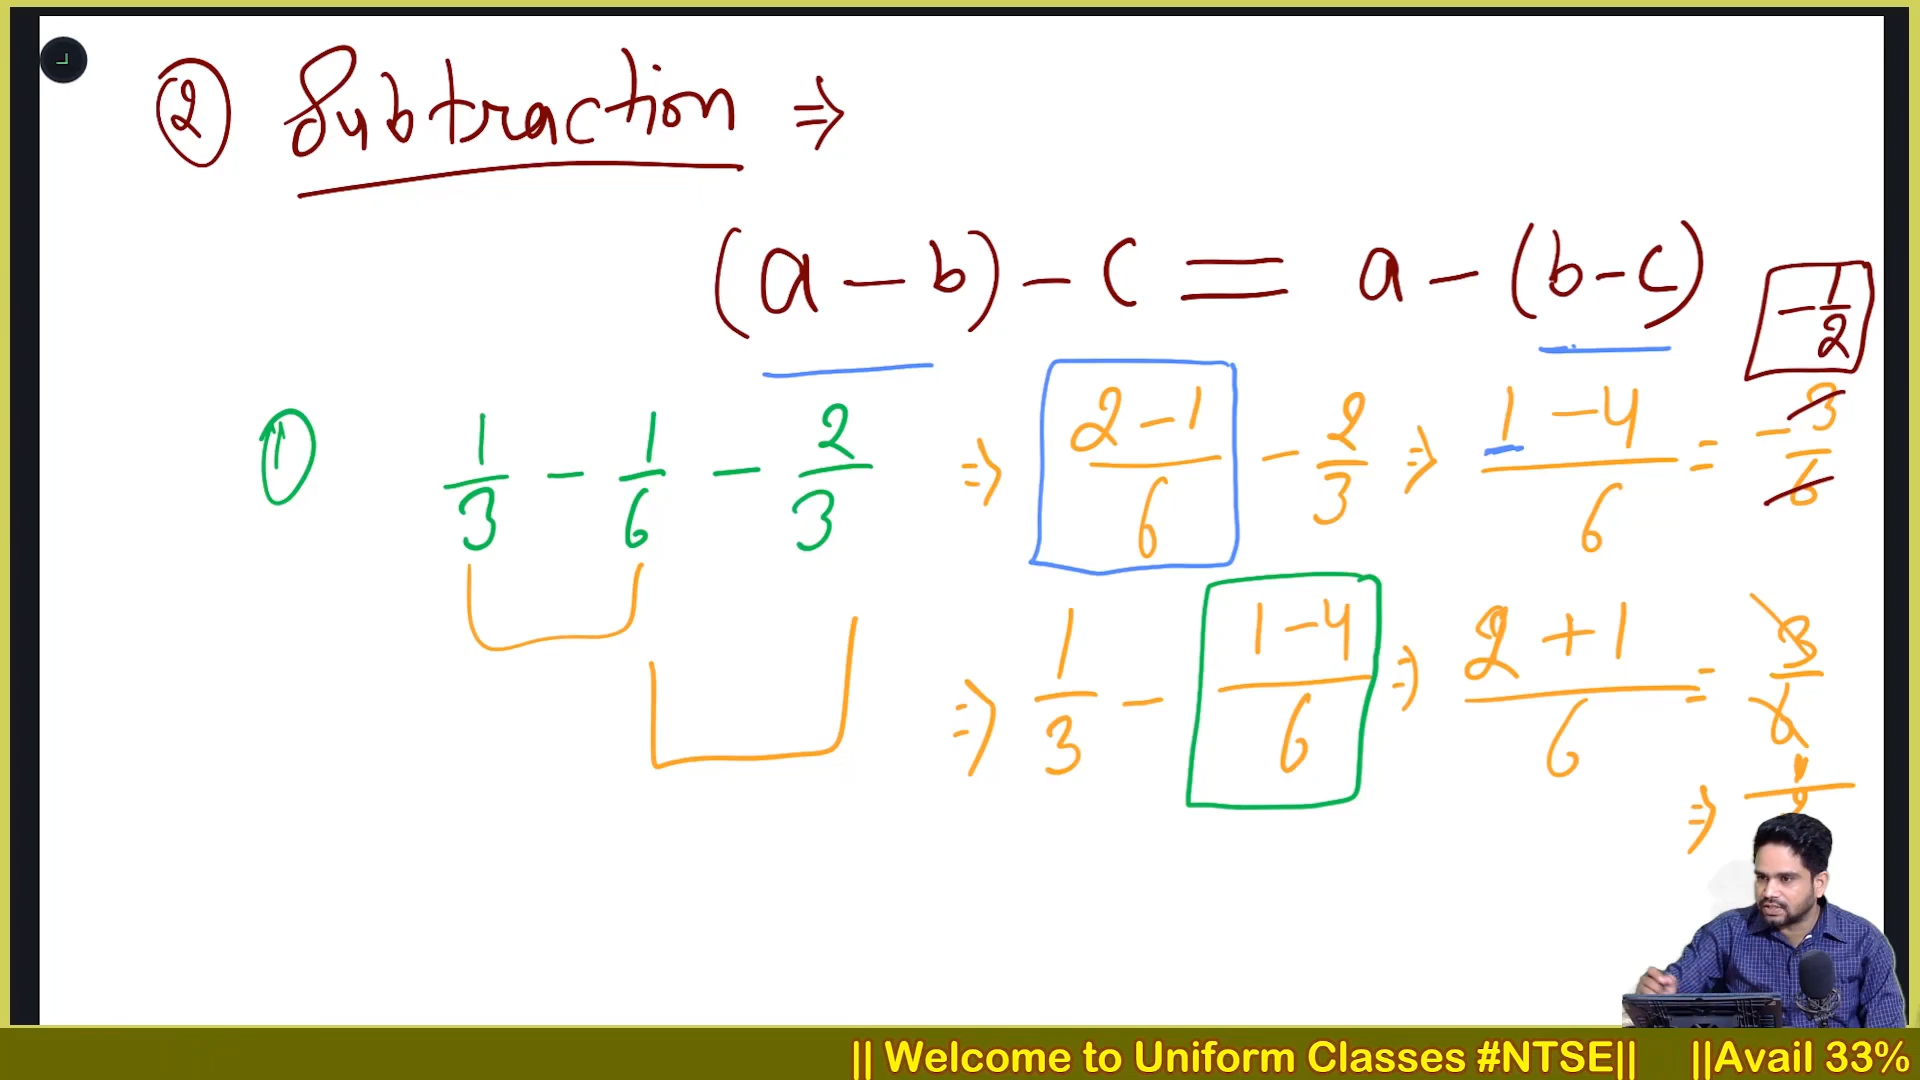 ② Subtraction ⇒
(a - b) - c = a - (b - c)
-1/2
① 1/3 - 1/6 - 2/3 ⇒ (2-1)/6 - 2/3 ⇒ (1-4)/6 = -3/6
⇒ 1/3 - (1-4)/6 ⇒ (2+1)/6 = 3/6
⇒ 1/2
|| Welcome to Uniform Classes #NTSE|| ||Avail 33%